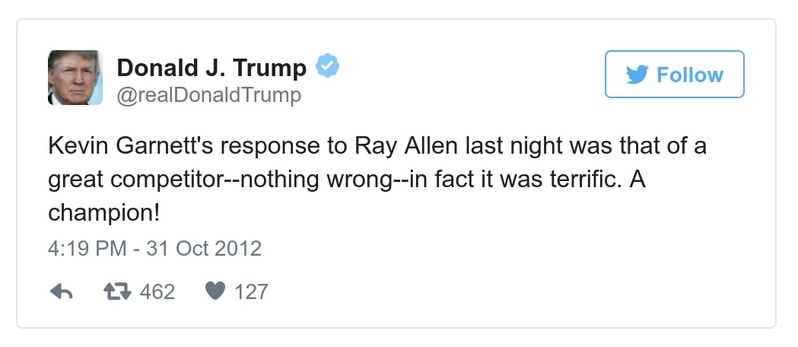 Donald J. Trump
@realDonaldTrump
Follow
Kevin Garnett's response to Ray Allen last night was that of a
great competitor--nothing wrong--in fact it was terrific. A
champion!
4:19 PM - 31 Oct 2012
462 127